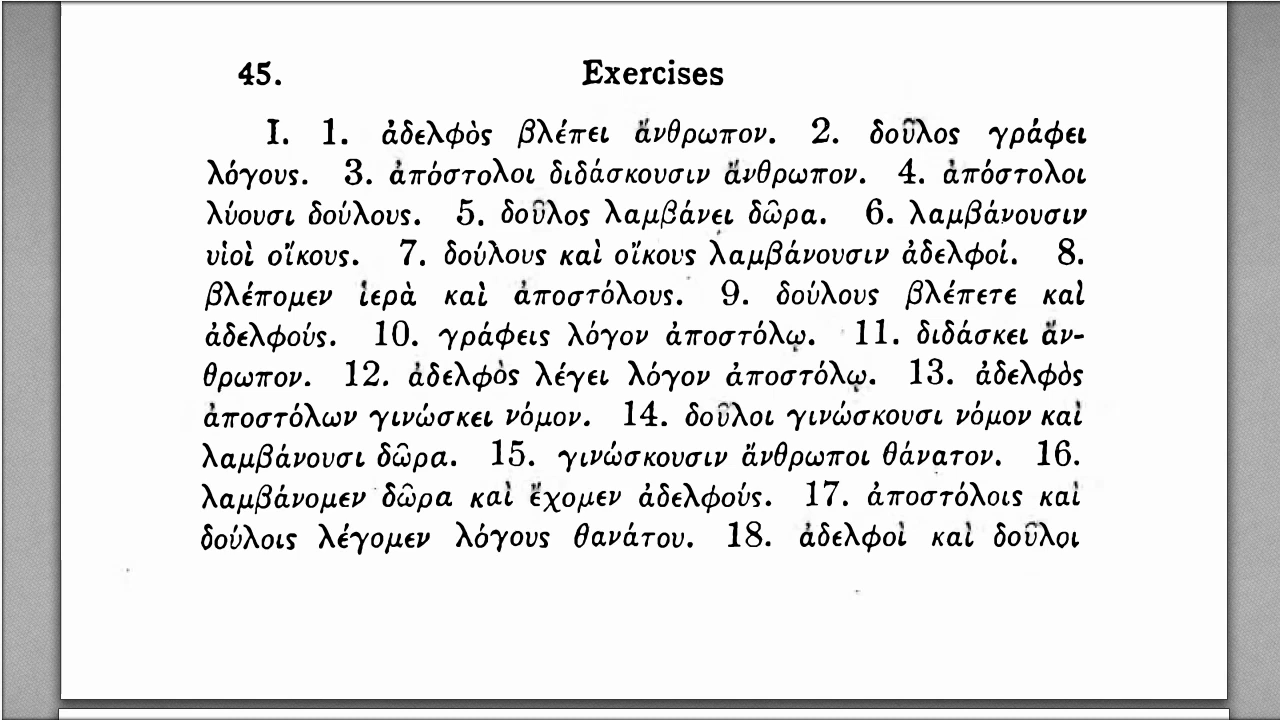 45. Exercises
I. 1. ἀδελφὸς βλέπει ἄνθρωπον. 2. δοῦλος γράφει
λόγους. 3. ἀπόστολοι διδάσκουσιν ἄνθρωπον. 4. ἀπόστολοι
λύουσι δούλους. 5. δοῦλος λαμβάνει δῶρα. 6. λαμβάνουσιν
υἱοὶ οἴκους. 7. δούλους καὶ οἴκους λαμβάνουσιν ἀδελφοί. 8.
βλέπομεν ἱερὰ καὶ ἀποστόλους. 9. δούλους βλέπετε καὶ
ἀδελφούς. 10. γράφεις λόγον ἀποστόλῳ. 11. διδάσκει ἄν-
θρωπον. 12. ἀδελφὸς λέγει λόγον ἀποστόλῳ. 13. ἀδελφὸς
ἀποστόλων γινώσκει νόμον. 14. δοῦλοι γινώσκουσι νόμον καὶ
λαμβάνουσι δῶρα. 15. γινώσκουσιν ἄνθρωποι θάνατον. 16.
λαμβάνομεν δῶρα καὶ ἔχομεν ἀδελφούς. 17. ἀποστόλοις καὶ
δούλοις λέγομεν λόγους θανάτου. 18. ἀδελφοὶ καὶ δοῦλοι